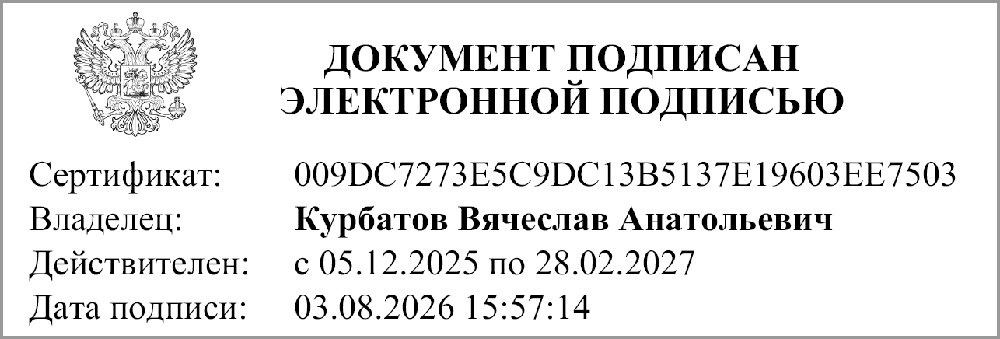 ДОКУМЕНТ ПОДПИСАН
ЭЛЕКТРОННОЙ ПОДПИСЬЮ
Сертификат: 009DC7273E5C9DC13B5137E19603EE7503
Владелец: Курбатов Вячеслав Анатольевич
Действителен: с 05.12.2025 по 28.02.2027
Дата подписи: 03.08.2026 15:57:14